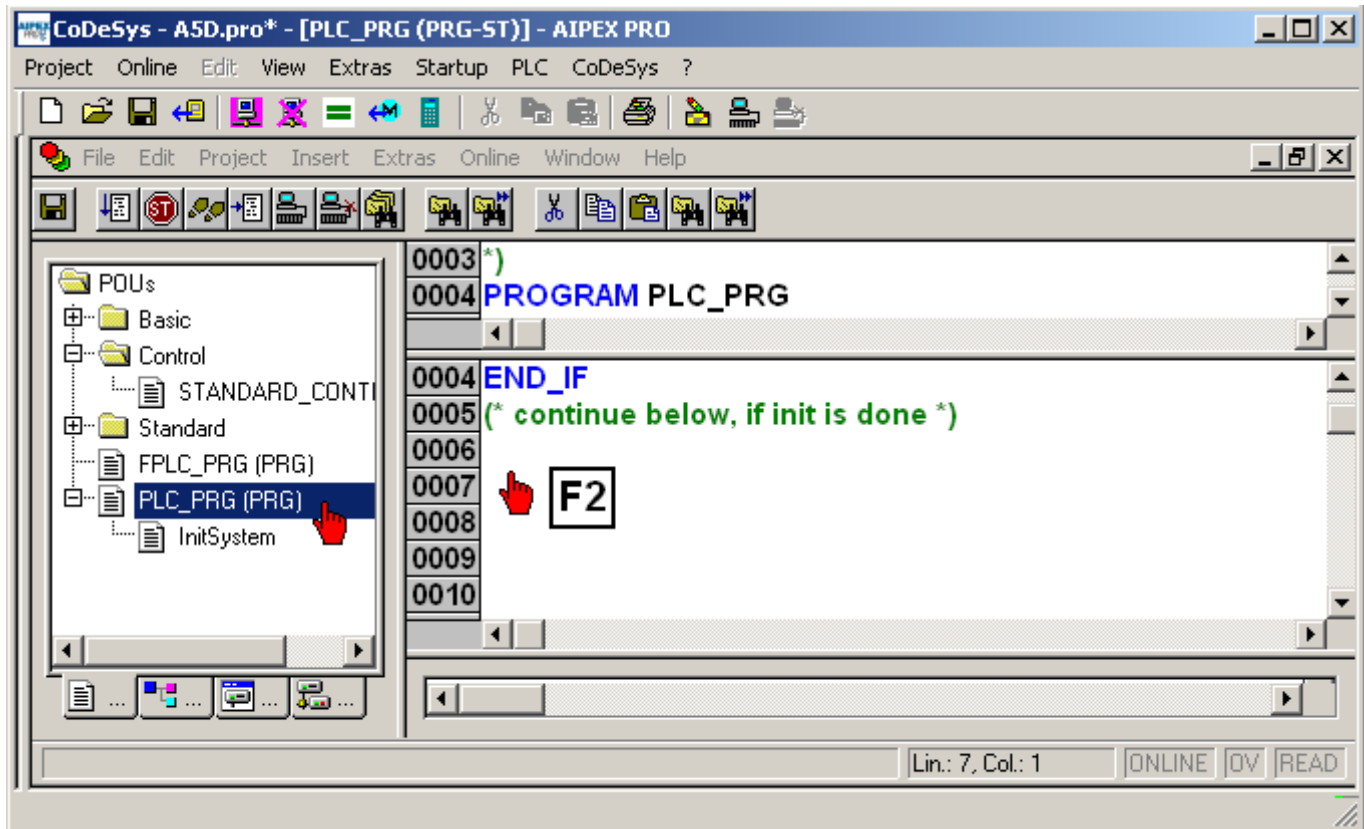 CoDeSys - A5D.pro* - [PLC_PRG (PRG-ST)] - AIPEX PRO
Project Online Edit View Extras Startup PLC CoDeSys ?
File Edit Project Insert Extras Online Window Help
POUs
Basic
Control
STANDARD_CONTI
Standard
FPLC_PRG (PRG)
PLC_PRG (PRG)
InitSystem
... ... ... ...
0003 *)
0004 PROGRAM PLC_PRG
0004 END_IF
0005 (* continue below, if init is done *)
0006
0007 F2
0008
0009
0010
Lin.: 7, Col.: 1 ONLINE OV READ